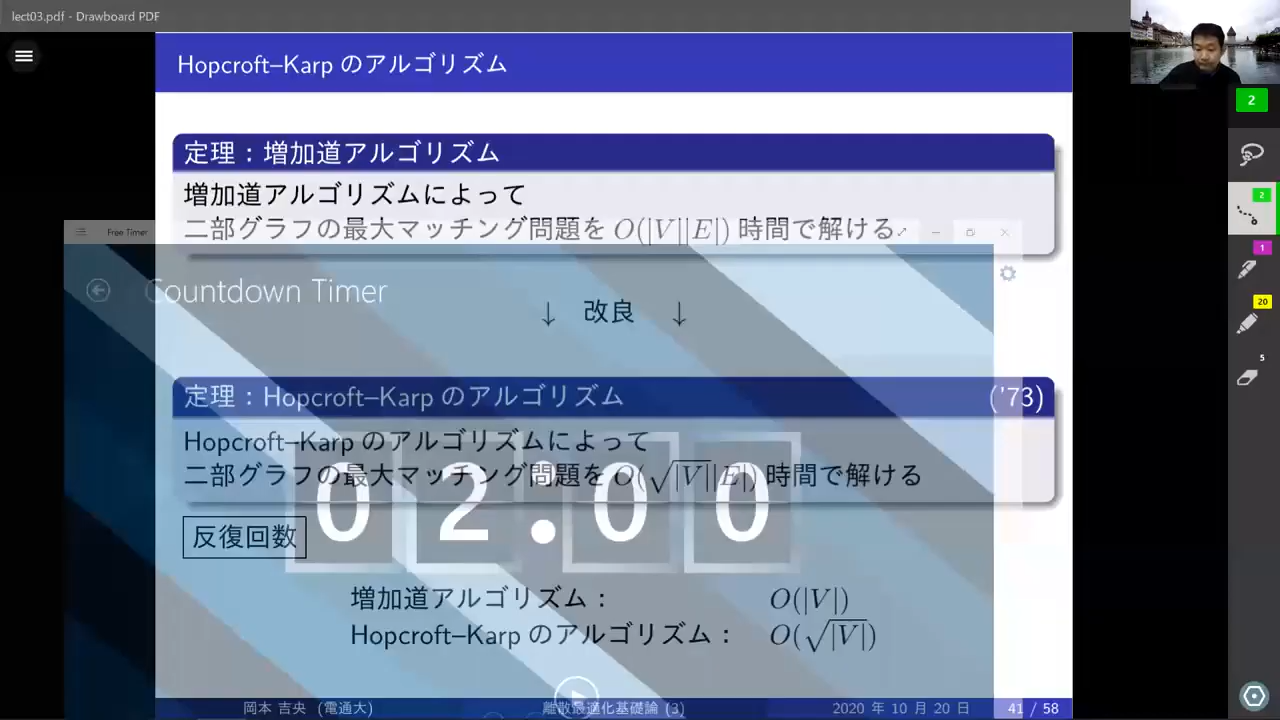 lect03.pdf - Drawboard PDF
Hopcroft–Karp のアルゴリズム
2
定理：増加道アルゴリズム
増加道アルゴリズムによって
二部グラフの最大マッチング問題を O(|V||E|) 時間で解ける
Free Timer
Countdown Timer
↓ 改良 ↓
定理：Hopcroft–Karp のアルゴリズム ('73)
Hopcroft–Karp のアルゴリズムによって
二部グラフの最大マッチング問題を O(√|V||E|) 時間で解ける
02:00
反復回数
増加道アルゴリズム： O(|V|)
Hopcroft–Karp のアルゴリズム： O(√|V|)
岡本 吉央 (電通大) 離散最適化基礎論 (3) 2020 年 10 月 20 日 41 / 58
2
1
20
5